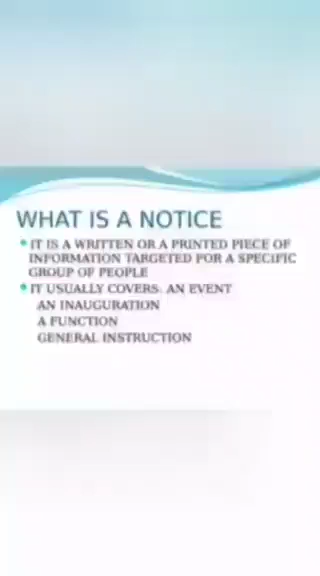 WHAT IS A NOTICE
IT IS A WRITTEN OR A PRINTED PIECE OF
INFORMATION TARGETED FOR A SPECIFIC
GROUP OF PEOPLE
IT USUALLY COVERS: AN EVENT
AN INAUGURATION
A FUNCTION
GENERAL INSTRUCTION